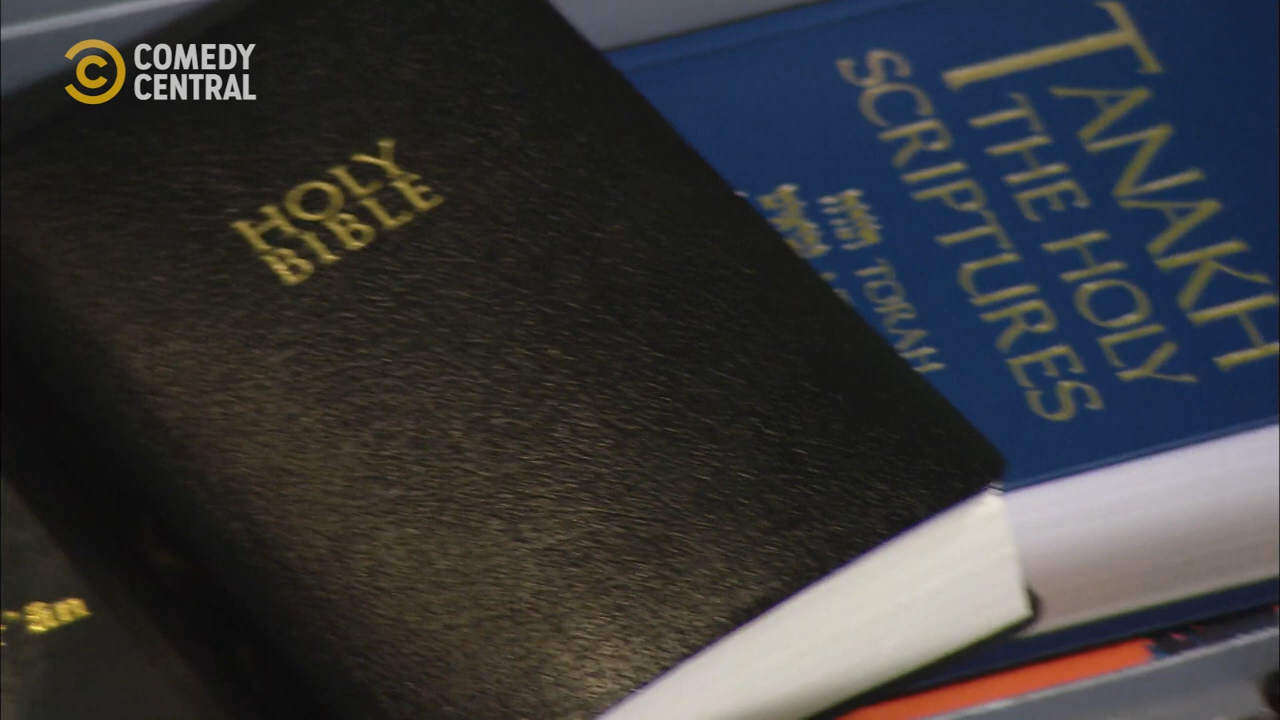 COMEDY
CENTRAL
HOLY
BIBLE
TANAKH
THE HOLY
SCRIPTURES
TORAH